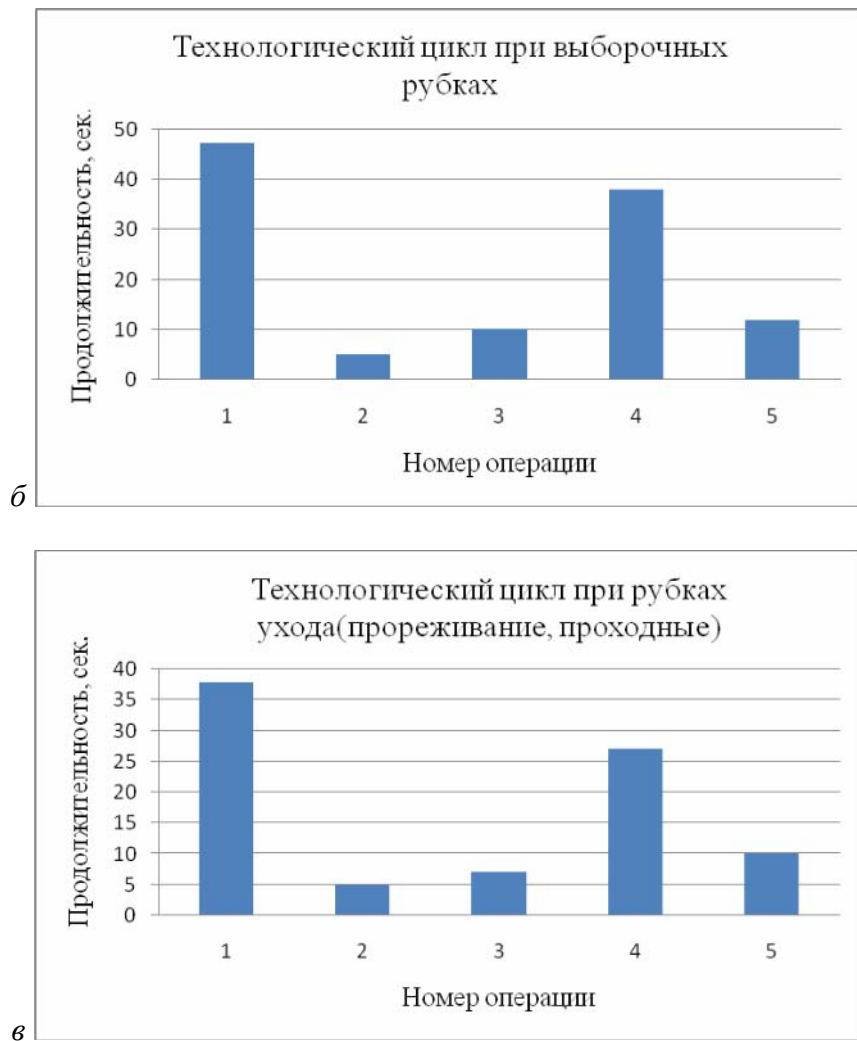 Технологический цикл при выборочных
рубках
Продолжительность, сек.
50
40
30
20
10
0
1 2 3 4 5
Номер операции
б
Технологический цикл при рубках
ухода(прореживание, проходные)
Продолжительность, сек.
40
35
30
25
20
15
10
5
0
1 2 3 4 5
Номер операции
в